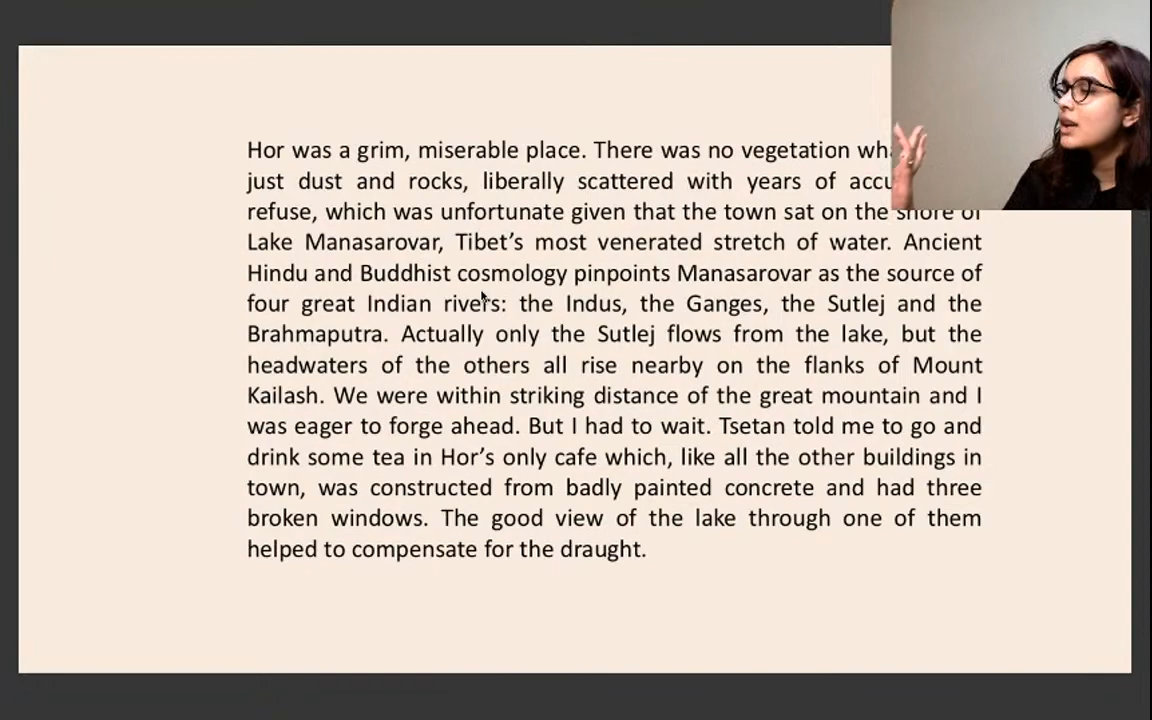 Hor was a grim, miserable place. There was no vegetation
just dust and rocks, liberally scattered with years of
refuse, which was unfortunate given that the town sat on the shore of
Lake Manasarovar, Tibet’s most venerated stretch of water. Ancient
Hindu and Buddhist cosmology pinpoints Manasarovar as the source of
four great Indian rivers: the Indus, the Ganges, the Sutlej and the
Brahmaputra. Actually only the Sutlej flows from the lake, but the
headwaters of the others all rise nearby on the flanks of Mount
Kailash. We were within striking distance of the great mountain and I
was eager to forge ahead. But I had to wait. Tsetan told me to go and
drink some tea in Hor’s only cafe which, like all the other buildings in
town, was constructed from badly painted concrete and had three
broken windows. The good view of the lake through one of them
helped to compensate for the draught.